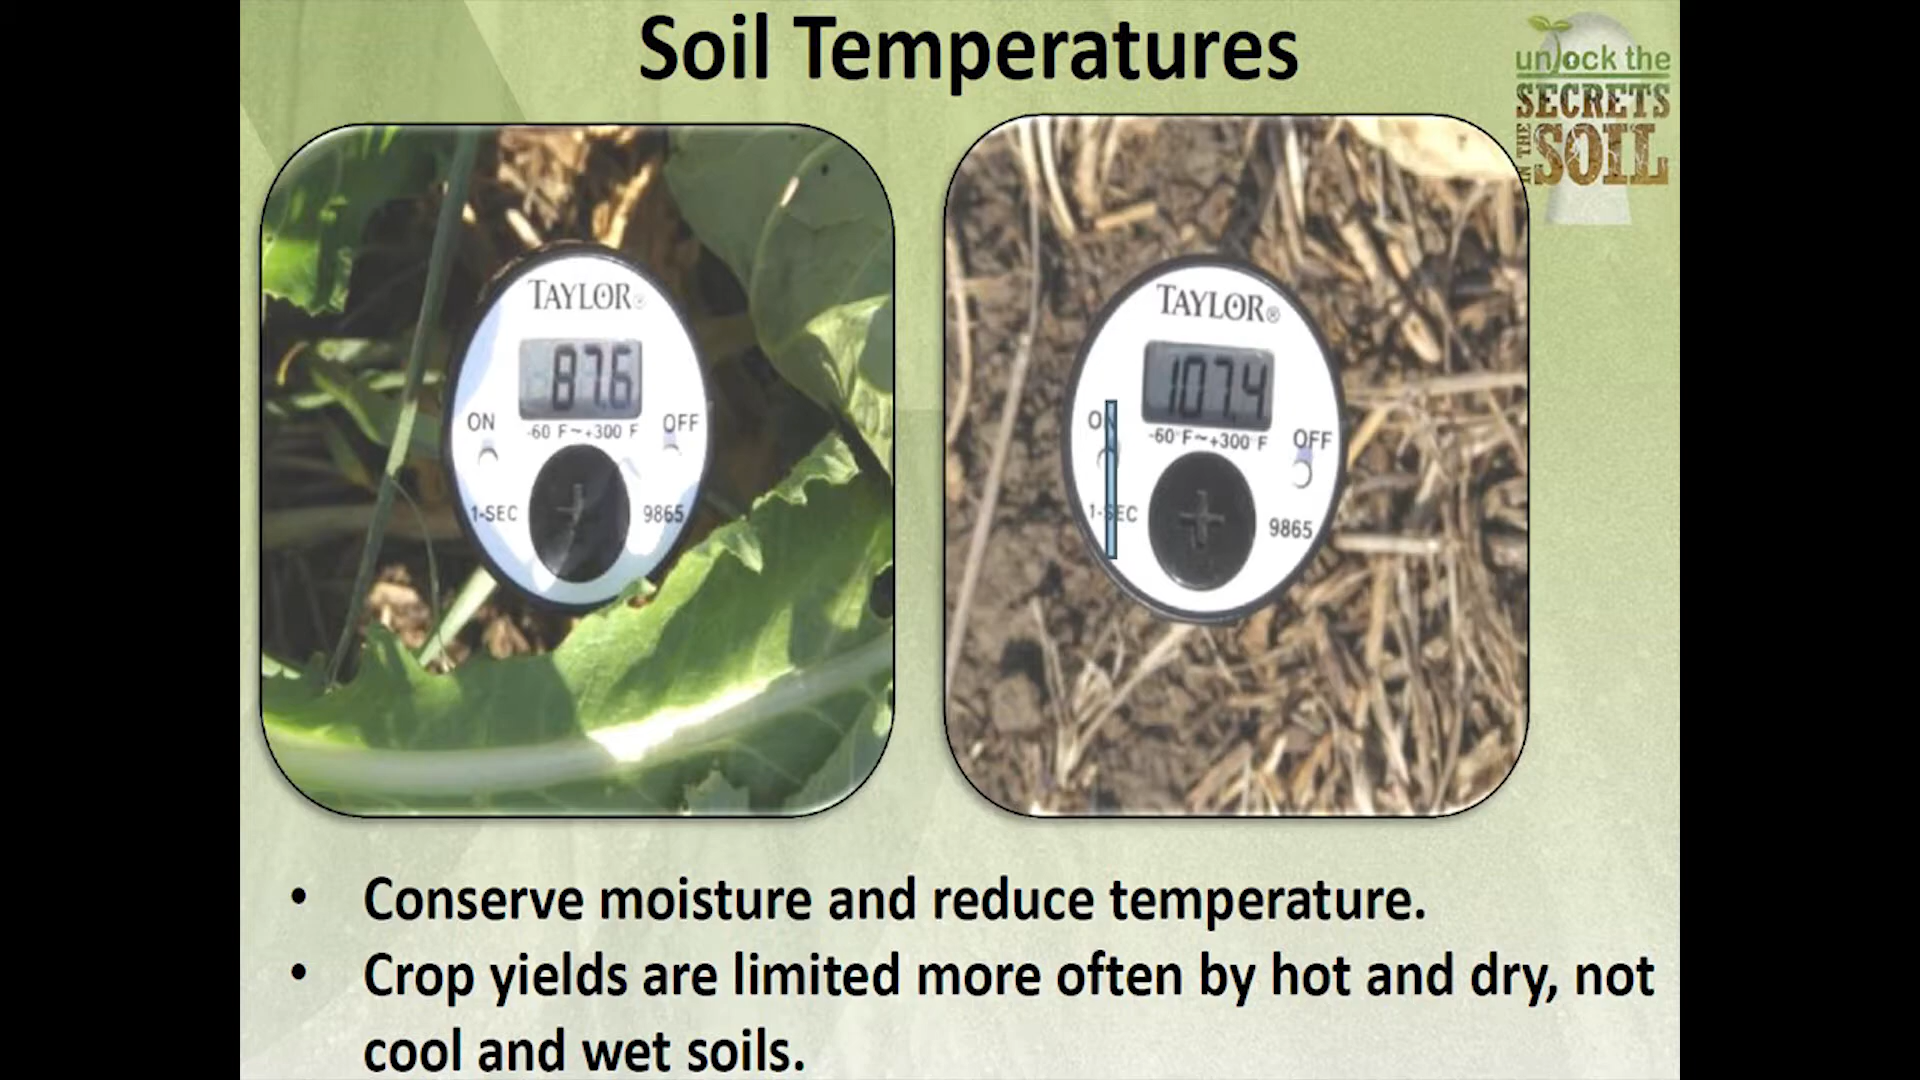 Soil Temperatures
unlock the
SECRETS
IN THE
SOIL
TAYLOR®
87.6
ON
OFF
-60 F~+300 F
1-SEC
9865
TAYLOR®
107.4
ON
OFF
-60°F~+300 F
1-SEC
9865
• Conserve moisture and reduce temperature.
• Crop yields are limited more often by hot and dry, not
cool and wet soils.